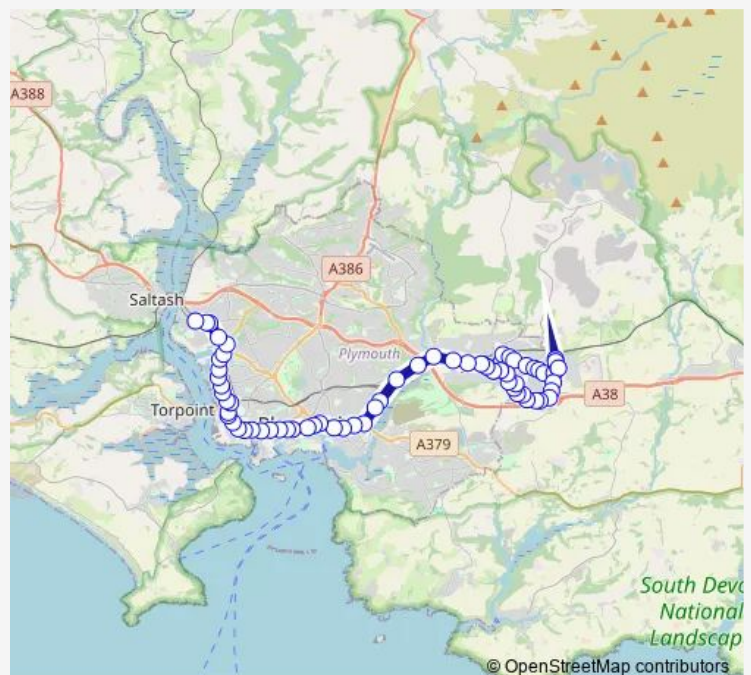 A388
A386
Saltash
Plymouth
Torpoint
A38
A379
South Devo
National
Landscap
© OpenStreetMap contributors